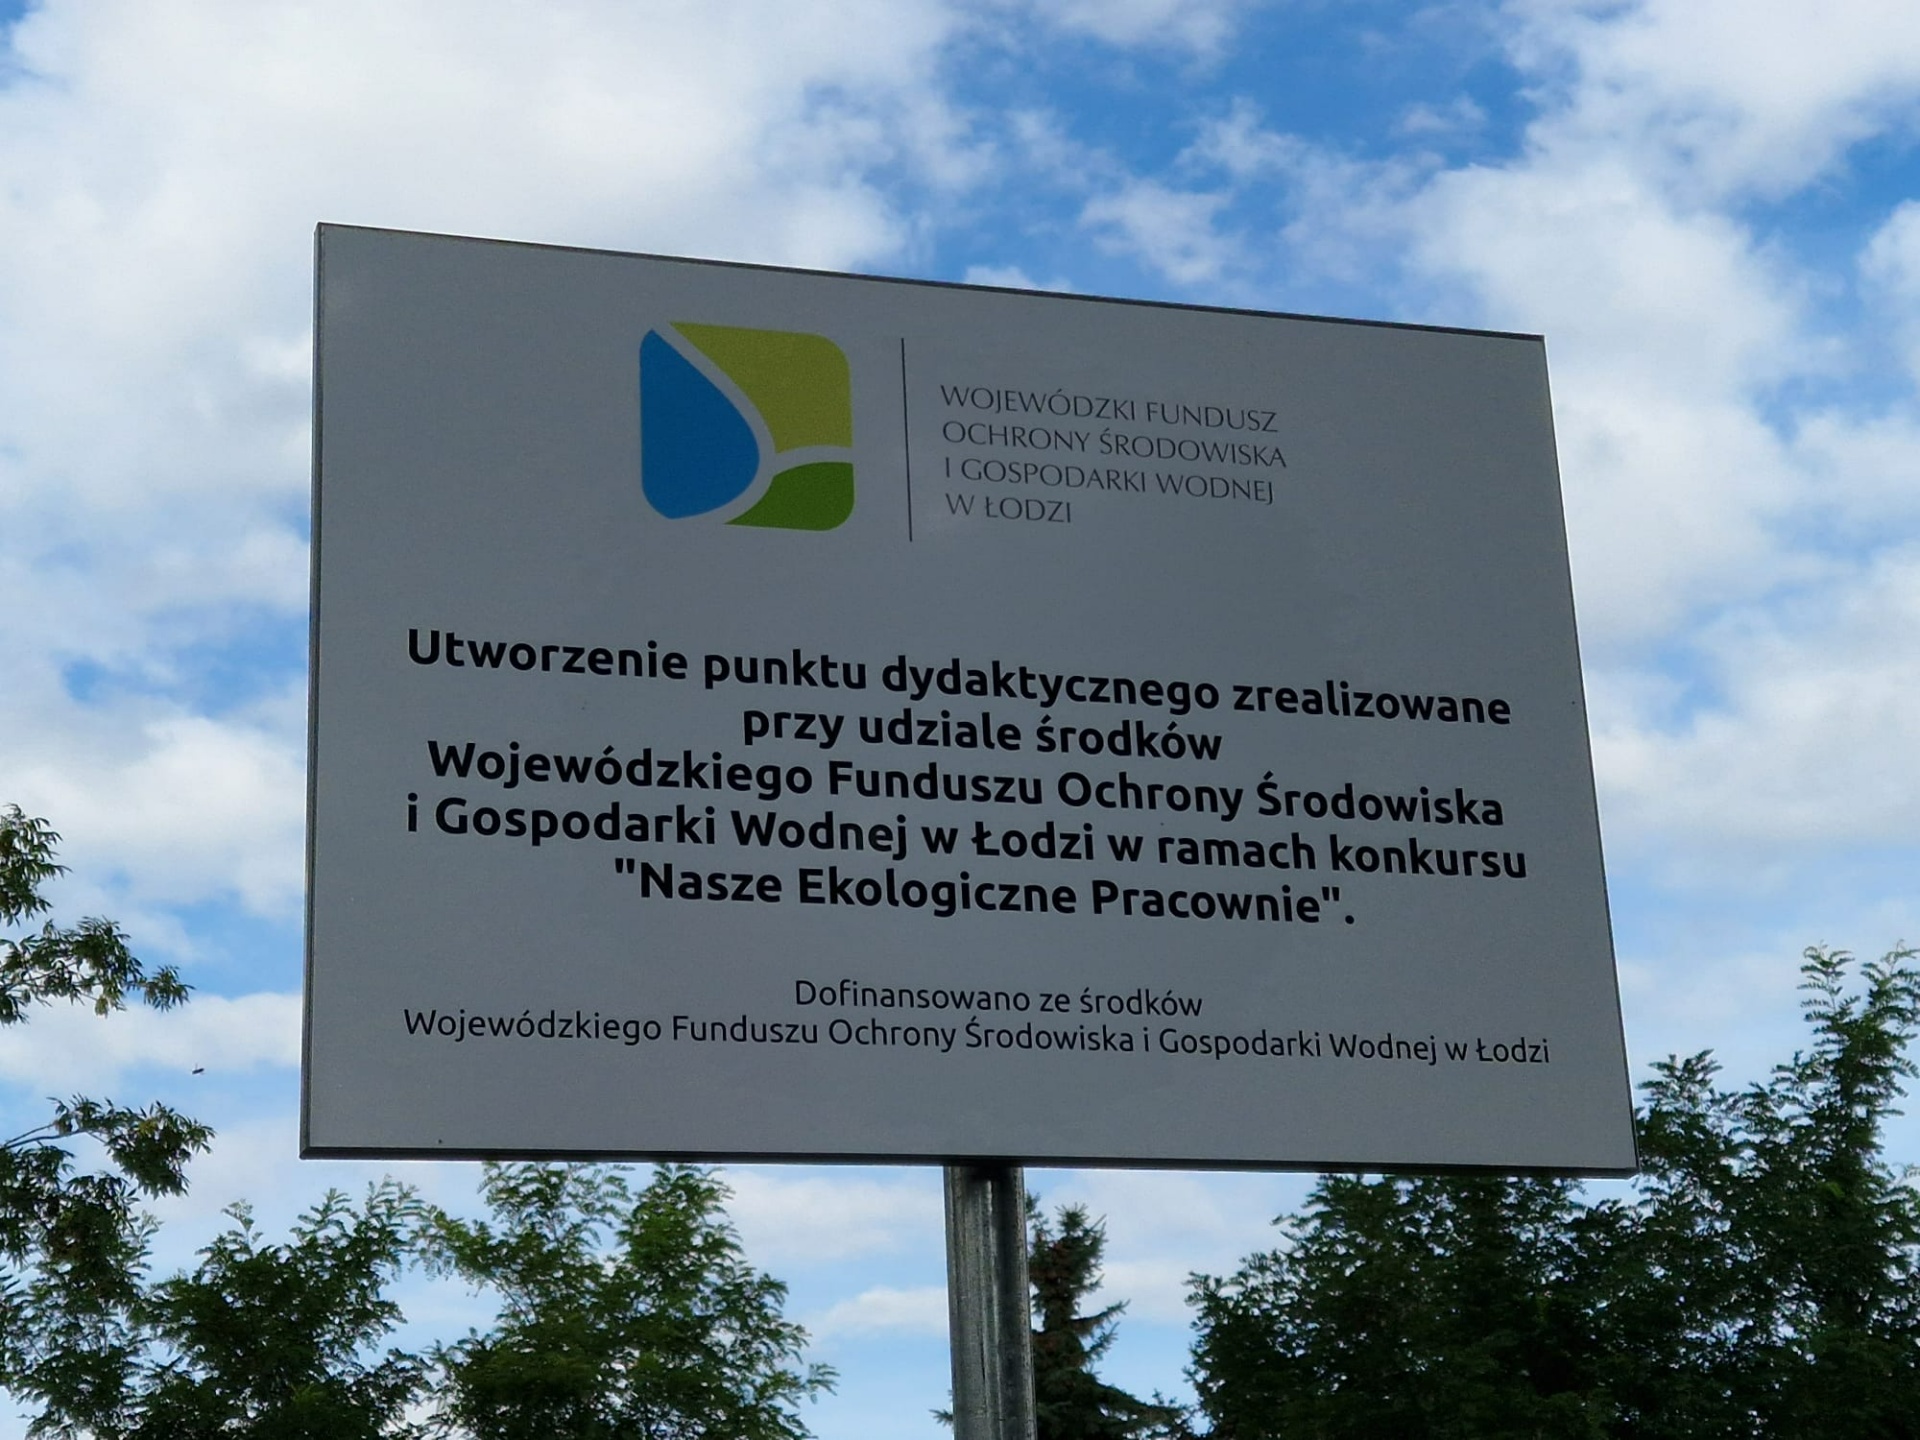 WOJEWÓDZKI FUNDUSZ
OCHRONY ŚRODOWISKA
I GOSPODARKI WODNEJ
W ŁODZI
Utworzenie punktu dydaktycznego zrealizowane
przy udziale środków
Wojewódzkiego Funduszu Ochrony Środowiska
i Gospodarki Wodnej w Łodzi w ramach konkursu
"Nasze Ekologiczne Pracownie".
Dofinansowano ze środków
Wojewódzkiego Funduszu Ochrony Środowiska i Gospodarki Wodnej w Łodzi